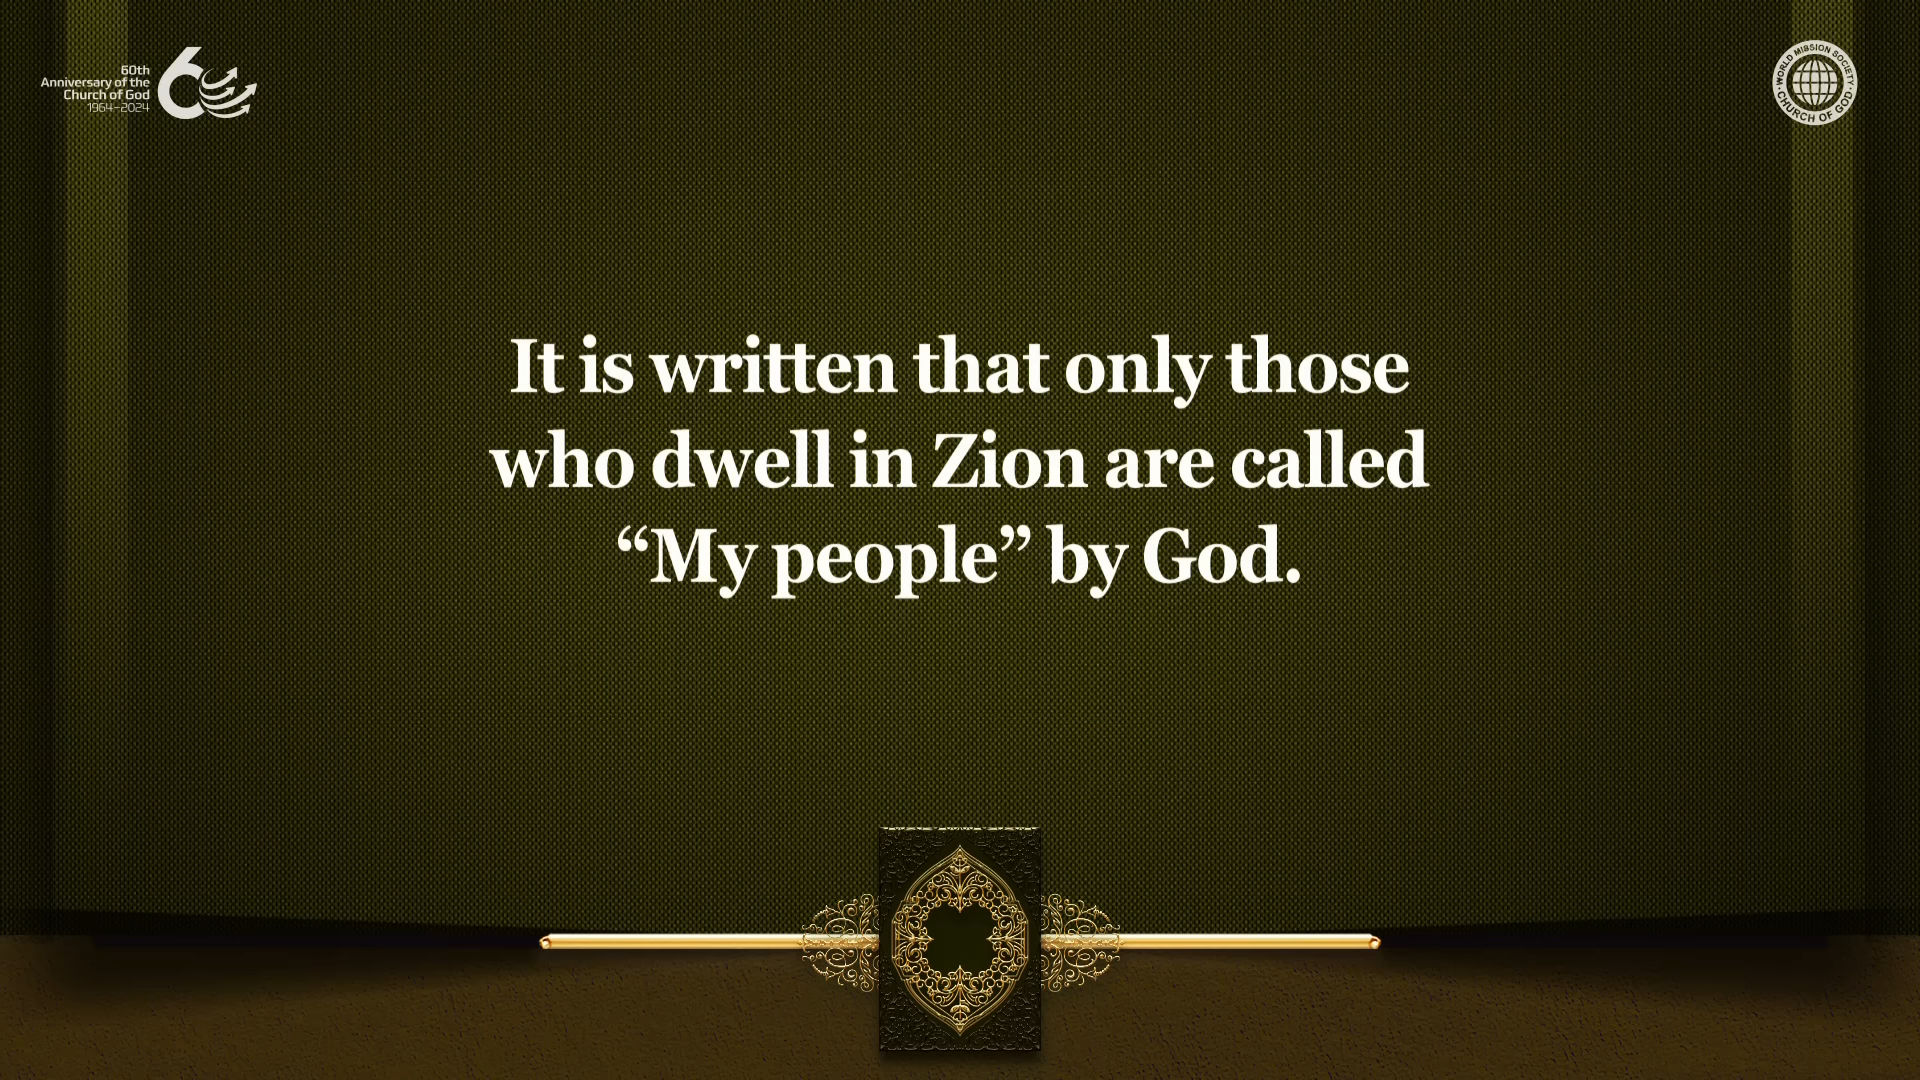 60th
Anniversary of the
Church of God
1964–2024
60
WORLD MISSION SOCIETY
CHURCH OF GOD
It is written that only those
who dwell in Zion are called
“My people” by God.